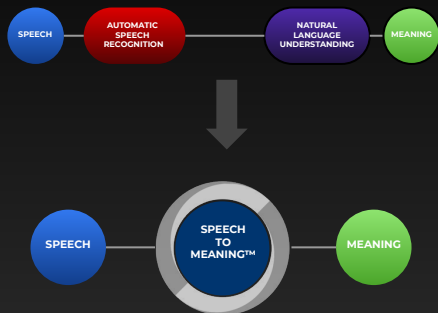 SPEECH
AUTOMATIC
SPEECH
RECOGNITION
NATURAL
LANGUAGE
UNDERSTANDING
MEANING
SPEECH
SPEECH
TO
MEANING™
MEANING